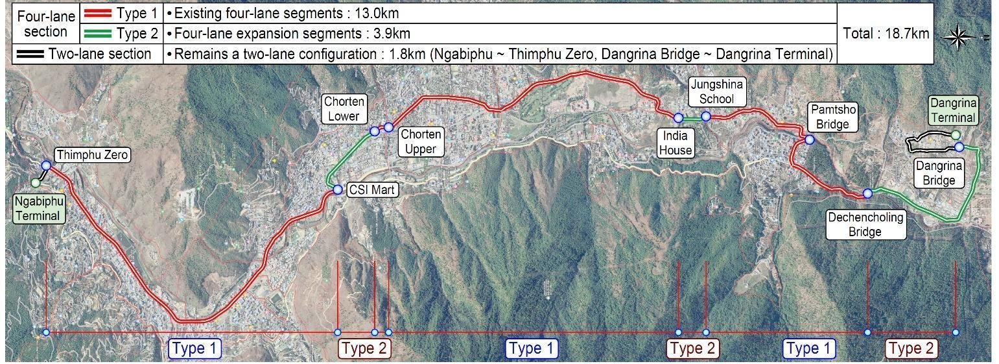 Four-lane
section
Type 1
• Existing four-lane segments : 13.0km
Type 2
• Four-lane expansion segments : 3.9km
Total : 18.7km
Two-lane section
• Remains a two-lane configuration : 1.8km (Ngabiphu ~ Thimphu Zero, Dangrina Bridge ~ Dangrina Terminal)
Jungshina
School
Chorten
Lower
Pamtsho
Bridge
Dangrina
Terminal
Chorten
Upper
India
House
Thimphu Zero
Dangrina
Bridge
CSI Mart
Ngabiphu
Terminal
Dechencholing
Bridge
Type 1
Type 2
Type 1
Type 2
Type 1
Type 2